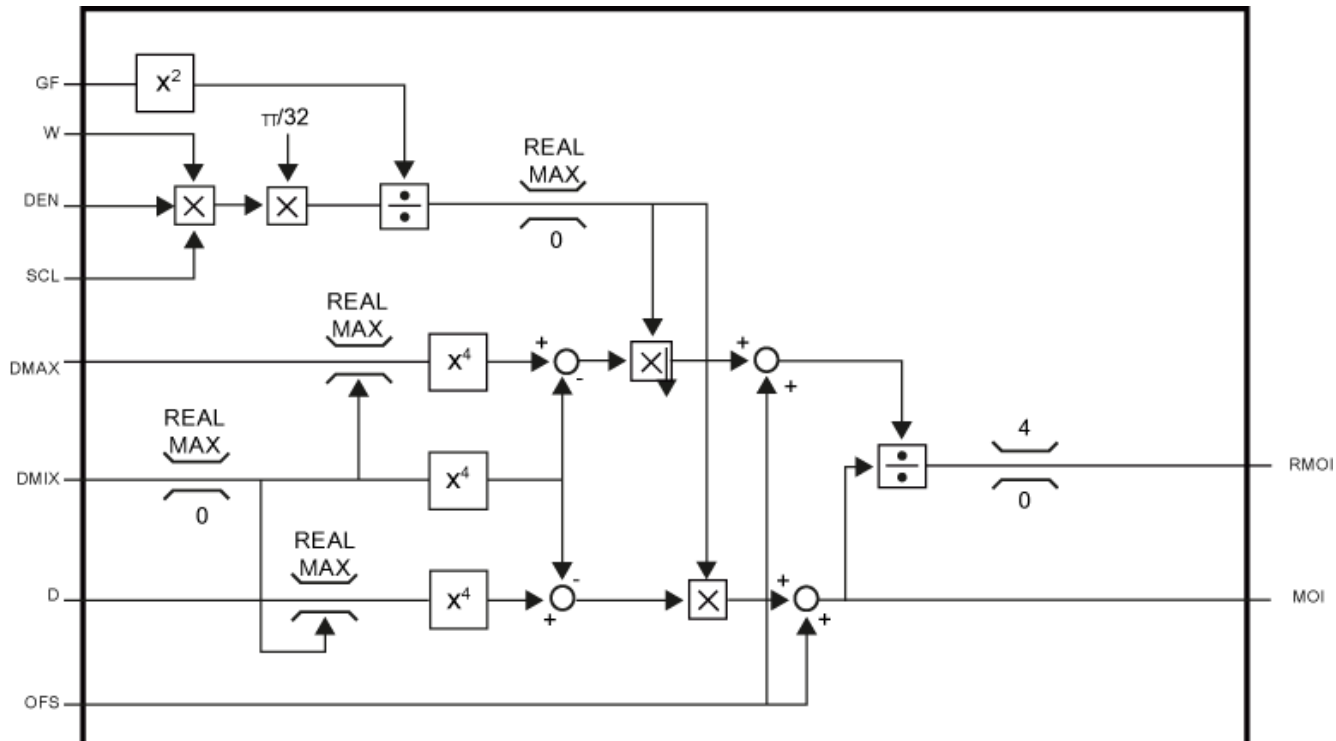 GF
x²
W
π/32
REAL
MAX
DEN
×
×
÷
0
SCL
REAL
MAX
DMAX
x⁴
+
-
×
+
+
REAL
MAX
4
DMIX
x⁴
÷
RMOI
0
0
REAL
MAX
D
x⁴
-
+
×
+
+
MOI
OFS